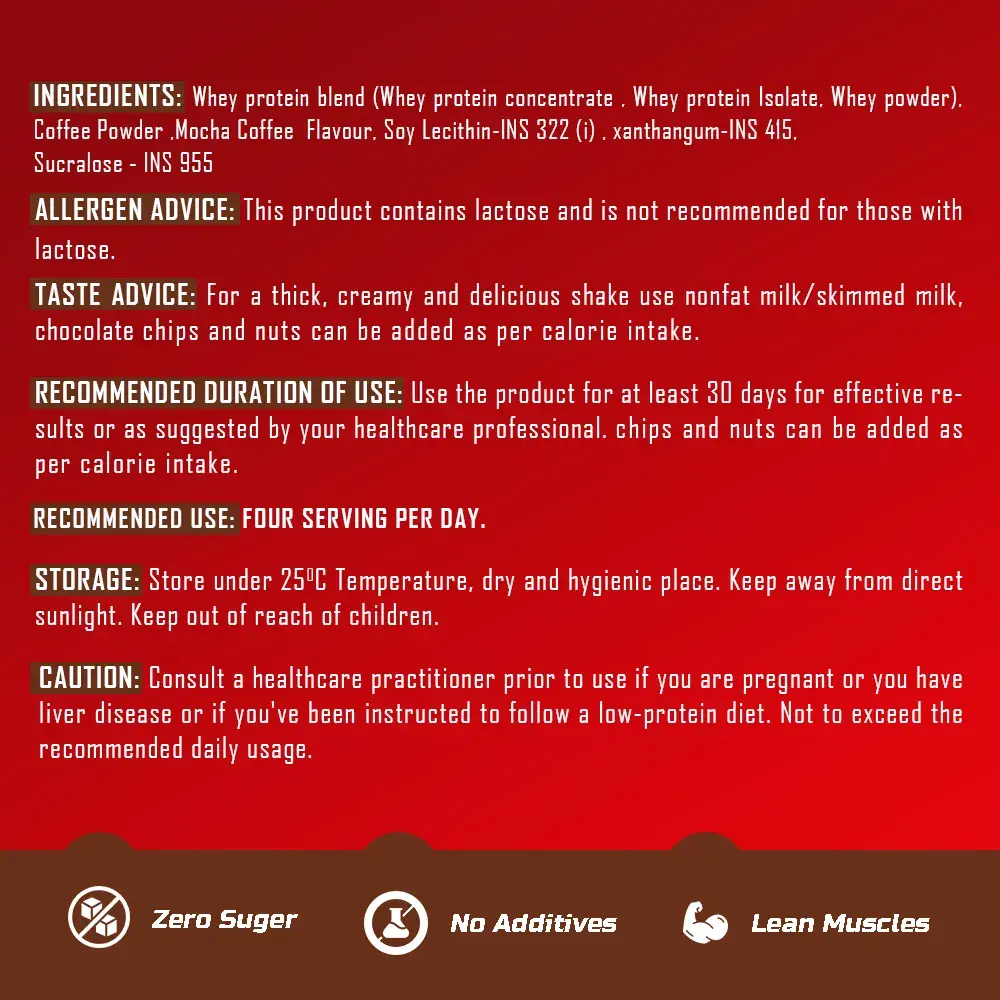 INGREDIENTS: Whey protein blend (Whey protein concentrate , Whey protein Isolate, Whey powder),
Coffee Powder ,Mocha Coffee Flavour, Soy Lecithin-INS 322 (i) , xanthangum-INS 415,
Sucralose - INS 955
ALLERGEN ADVICE: This product contains lactose and is not recommended for those with
lactose.
TASTE ADVICE: For a thick, creamy and delicious shake use nonfat milk/skimmed milk,
chocolate chips and nuts can be added as per calorie intake.
RECOMMENDED DURATION OF USE: Use the product for at least 30 days for effective re-
sults or as suggested by your healthcare professional. chips and nuts can be added as
per calorie intake.
RECOMMENDED USE: FOUR SERVING PER DAY.
STORAGE: Store under 25ºC Temperature, dry and hygienic place. Keep away from direct
sunlight. Keep out of reach of children.
CAUTION: Consult a healthcare practitioner prior to use if you are pregnant or you have
liver disease or if you've been instructed to follow a low-protein diet. Not to exceed the
recommended daily usage.
Zero Suger
No Additives
Lean Muscles